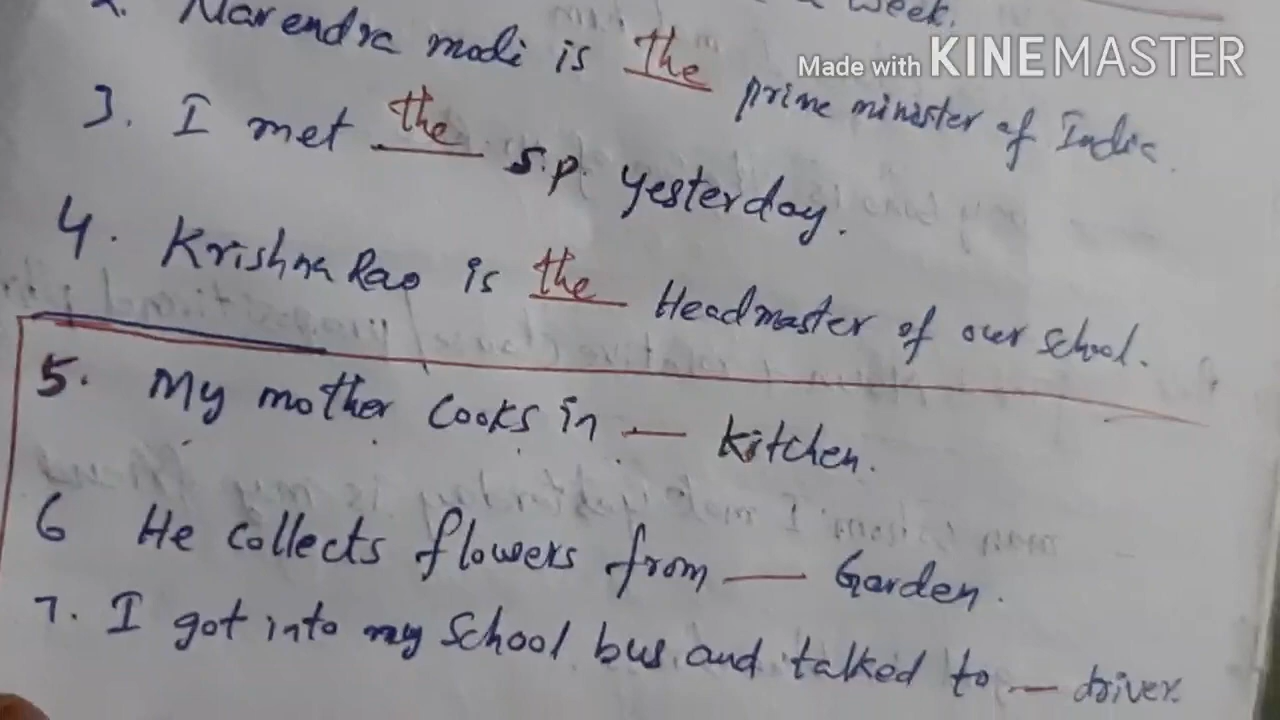 week.
2. Narendra modi is the prime minister of India.
Made with KINEMASTER
3. I met the S.P. yesterday.
4. Krishna Rao is the Headmaster of our school.
5. My mother cooks in — kitchen.
6 He collects flowers from — Garden.
7. I got into my school bus and talked to — driver.